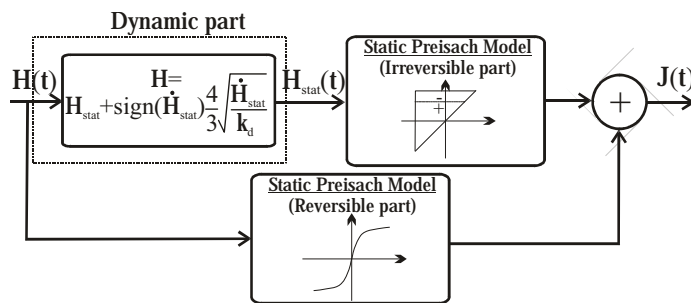 Dynamic part
H(t)
H=
H_stat+sign(Ḣ_stat)4/3√(Ḣ_stat/k_d)
H_stat(t)
Static Preisach Model
(Irreversible part)
-
+
+
J(t)
Static Preisach Model
(Reversible part)